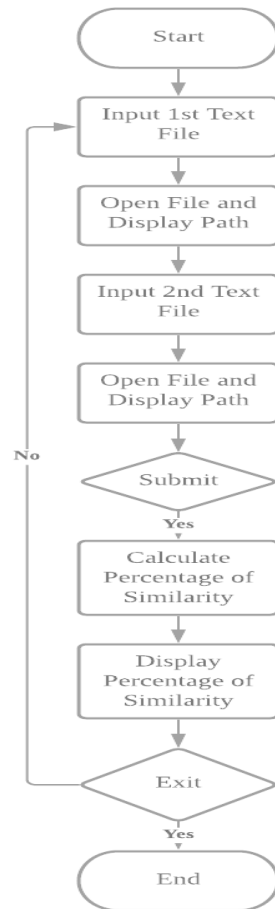 Start
Input 1st Text
File
Open File and
Display Path
Input 2nd Text
File
Open File and
Display Path
No
Submit
Yes
Calculate
Percentage of
Similarity
Display
Percentage of
Similarity
Exit
Yes
End